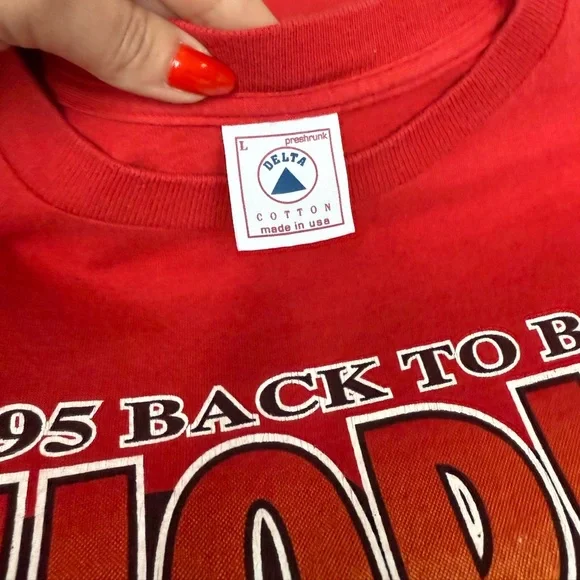 L preshrunk
DELTA
COTTON
made in usa
95 BACK TO B